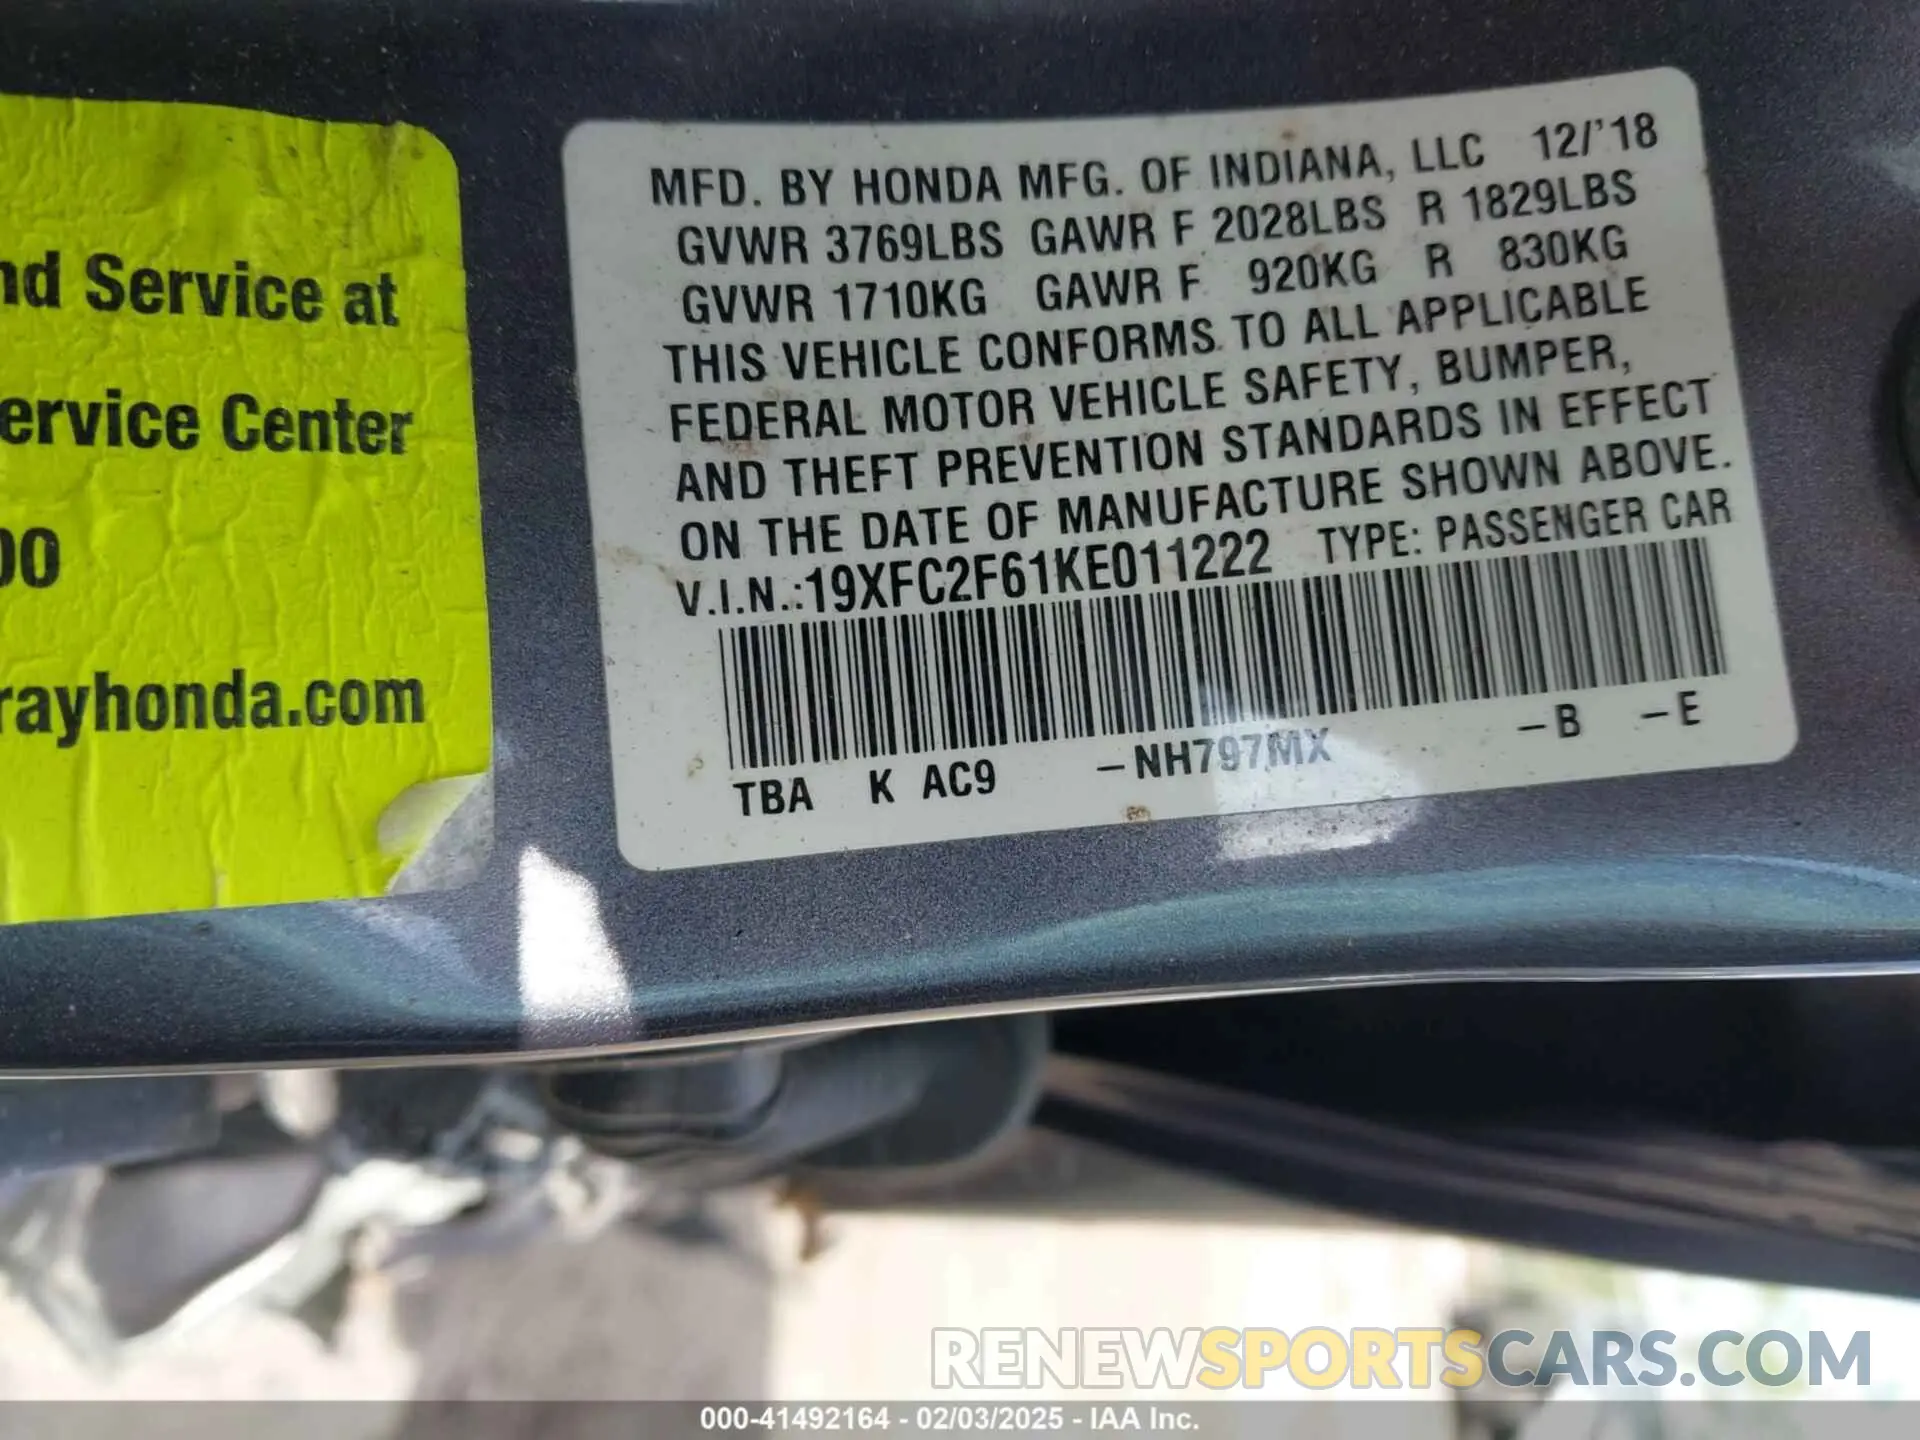 nd Service at
ervice Center
00
rayhonda.com
MFD. BY HONDA MFG. OF INDIANA, LLC 12/'18
GVWR 3769LBS GAWR F 2028LBS R 1829LBS
GVWR 1710KG GAWR F 920KG R 830KG
THIS VEHICLE CONFORMS TO ALL APPLICABLE
FEDERAL MOTOR VEHICLE SAFETY, BUMPER,
AND THEFT PREVENTION STANDARDS IN EFFECT
ON THE DATE OF MANUFACTURE SHOWN ABOVE.
V.I.N.:19XFC2F61KE011222 TYPE: PASSENGER CAR
TBA K AC9 –NH797MX –B –E
RENEWSPORTSCARS.COM
000-41492164 - 02/03/2025 - IAA Inc.